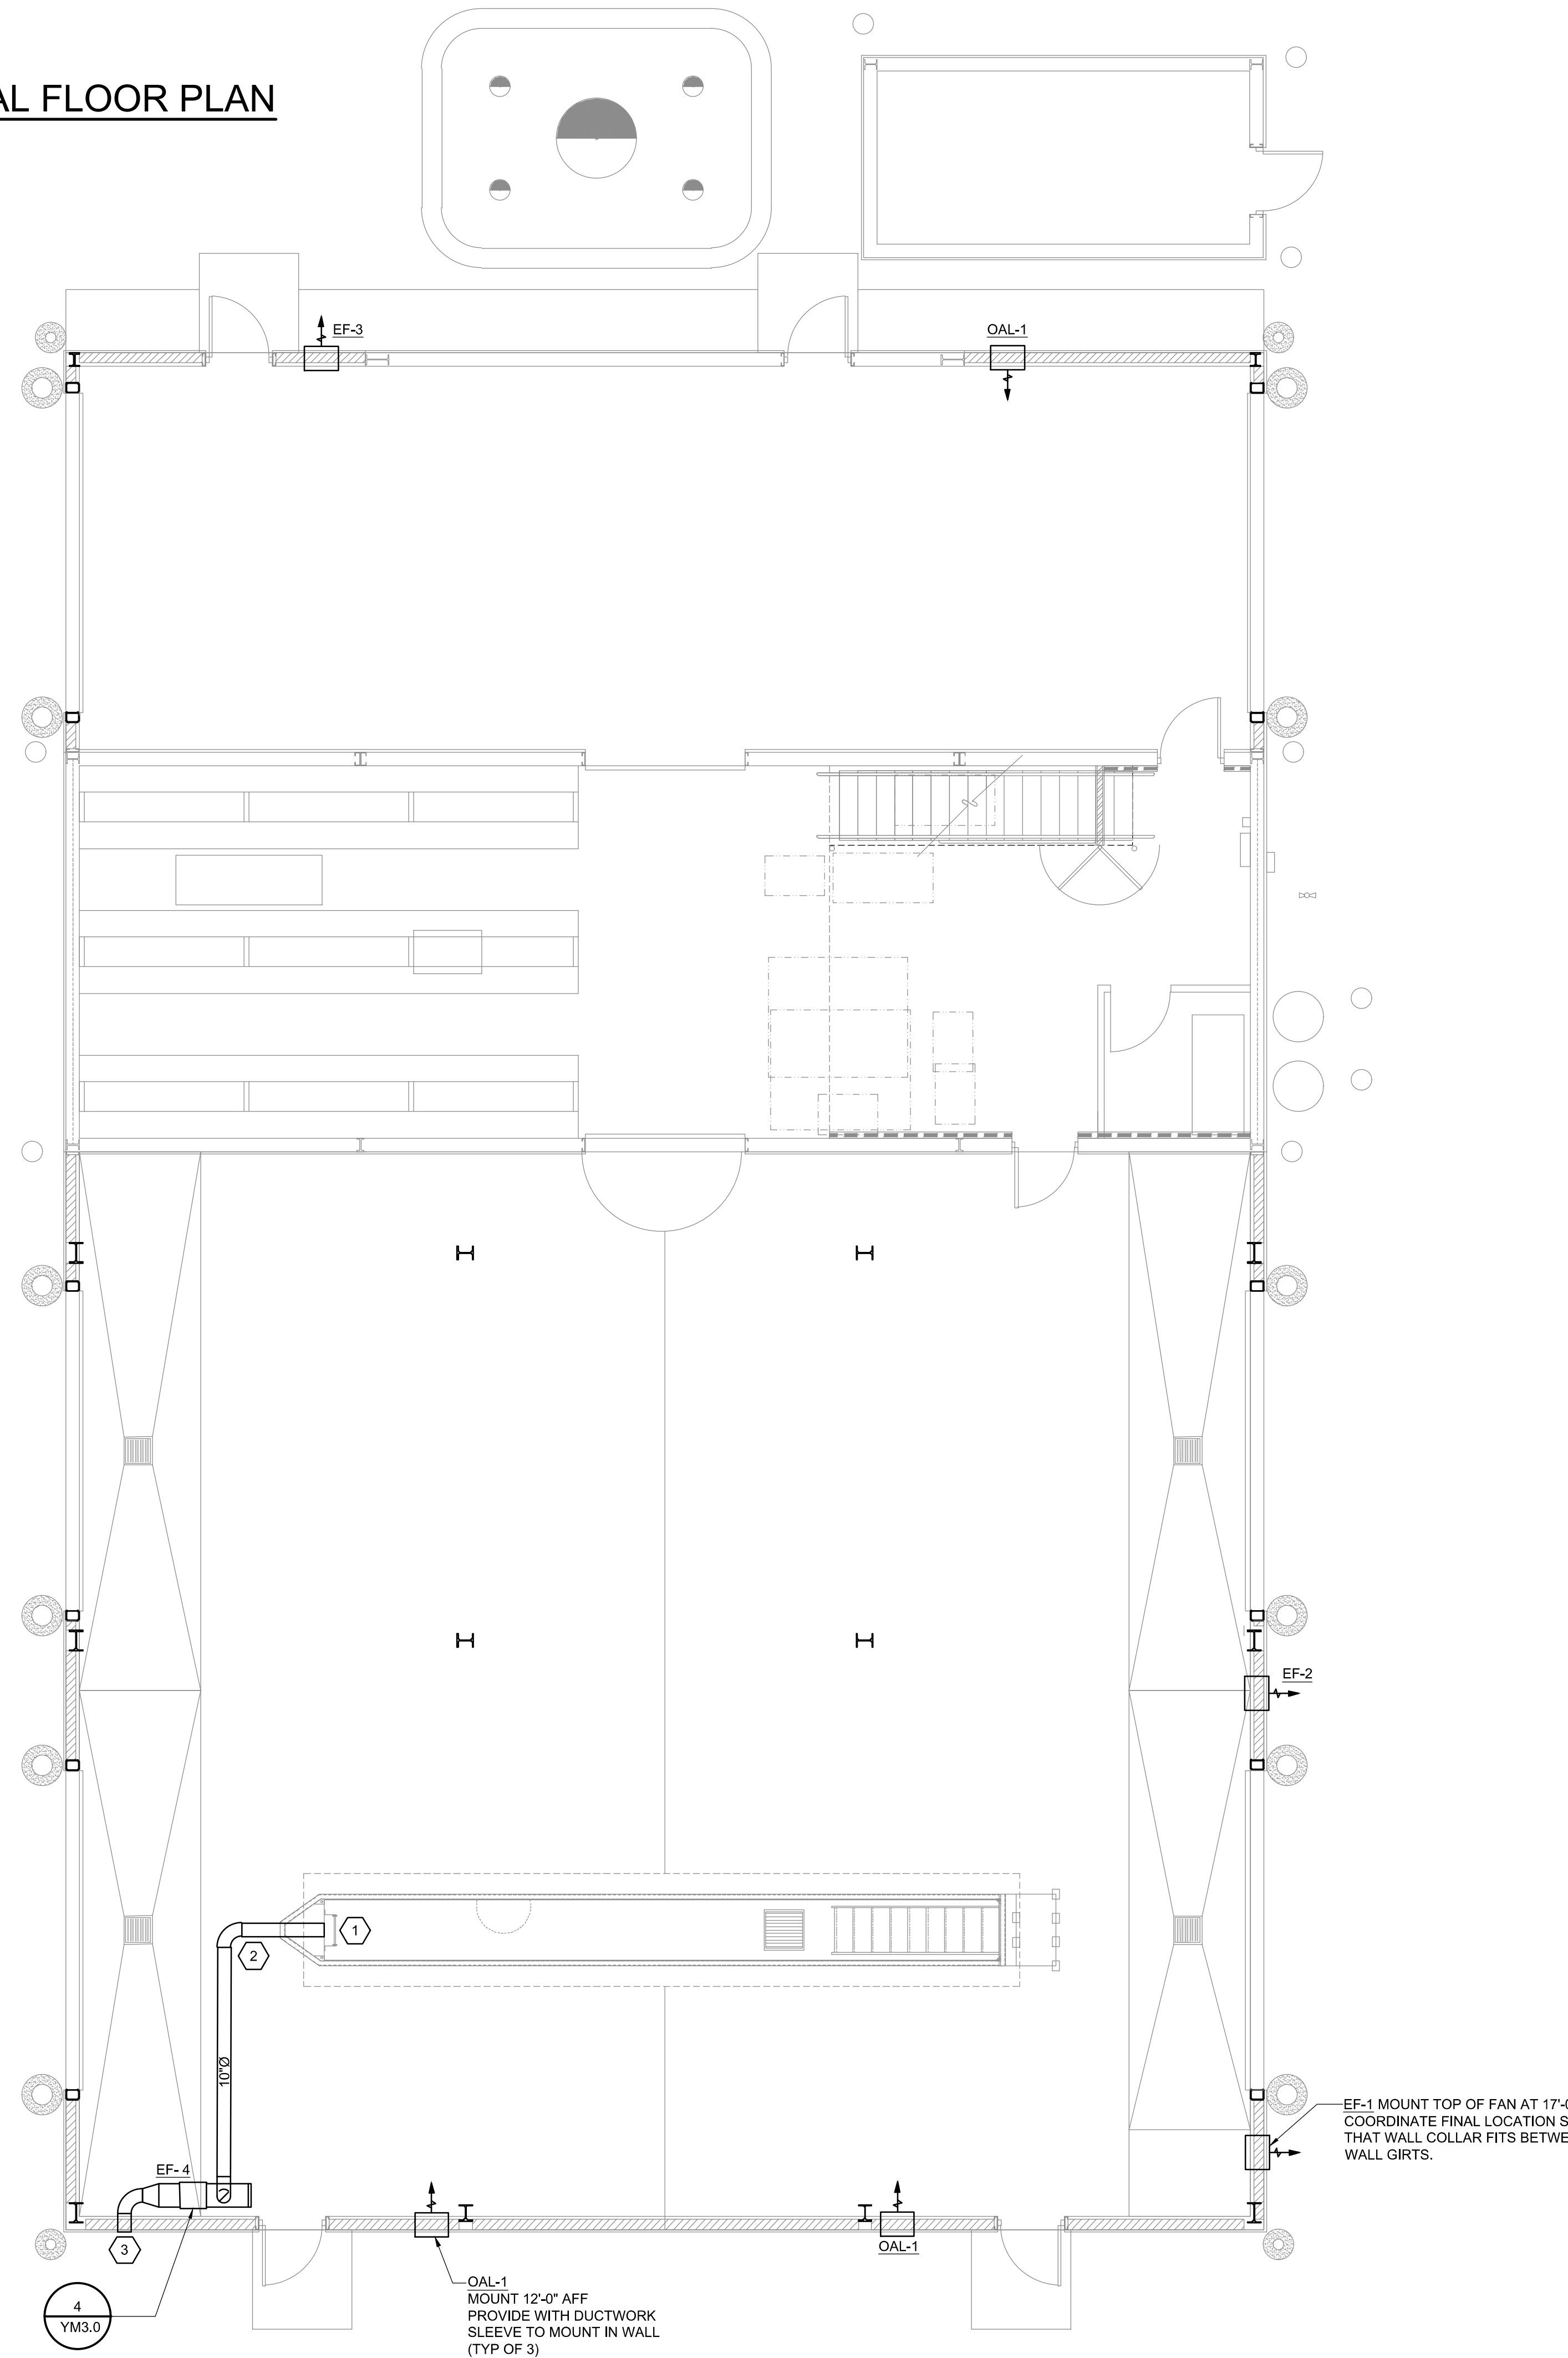 AL FLOOR PLAN
EF-3
OAL-1
EF-2
1
2
10"Ø
EF-1 MOUNT TOP OF FAN AT 17'-0
COORDINATE FINAL LOCATION S
THAT WALL COLLAR FITS BETWE
WALL GIRTS.
EF- 4
3
OAL-1
OAL-1
MOUNT 12'-0" AFF
PROVIDE WITH DUCTWORK
SLEEVE TO MOUNT IN WALL
(TYP OF 3)
4
YM3.0